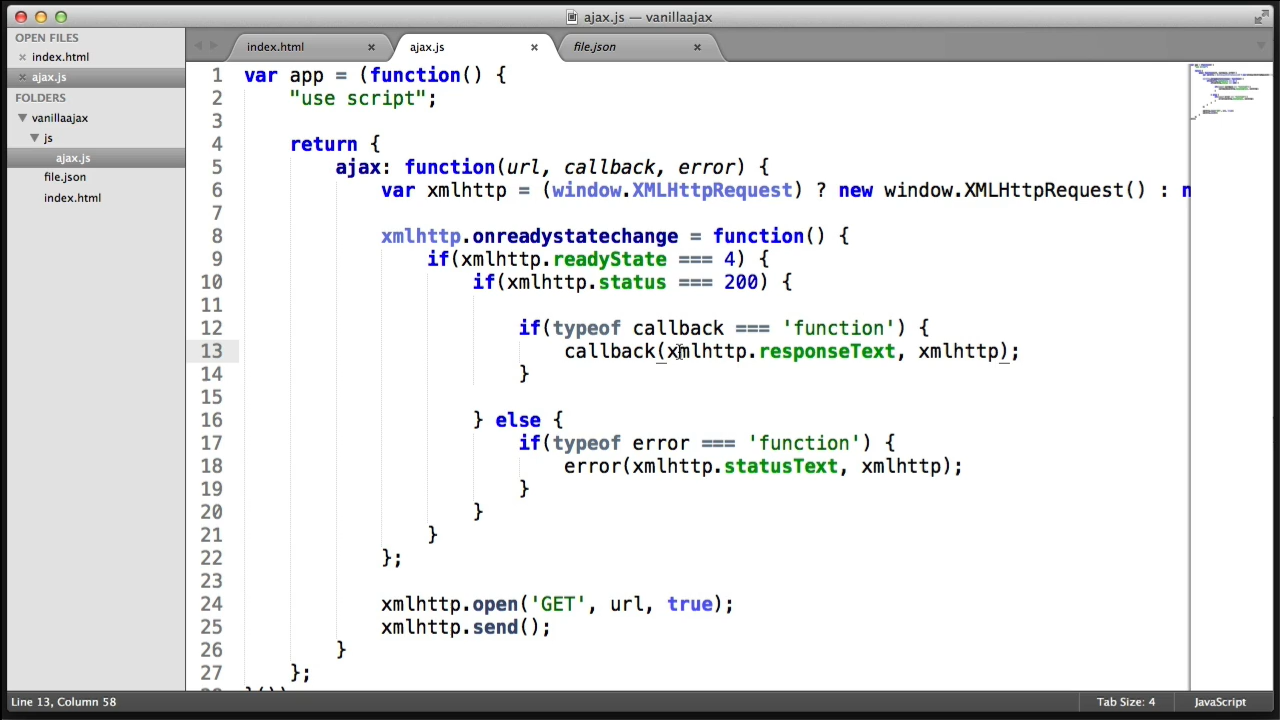 ajax.js — vanillaajax
OPEN FILES
index.html
ajax.js
FOLDERS
vanillaajax
js
ajax.js
file.json
index.html
index.html
ajax.js
file.json
1 var app = (function() {
2 "use script";
3
4 return {
5 ajax: function(url, callback, error) {
6 var xmlhttp = (window.XMLHttpRequest) ? new window.XMLHttpRequest() : n
7
8 xmlhttp.onreadystatechange = function() {
9 if(xmlhttp.readyState === 4) {
10 if(xmlhttp.status === 200) {
11
12 if(typeof callback === 'function') {
13 callback(xmlhttp.responseText, xmlhttp);
14 }
15
16 } else {
17 if(typeof error === 'function') {
18 error(xmlhttp.statusText, xmlhttp);
19 }
20 }
21 }
22 };
23
24 xmlhttp.open('GET', url, true);
25 xmlhttp.send();
26 }
27 };
Line 13, Column 58
Tab Size: 4
JavaScript